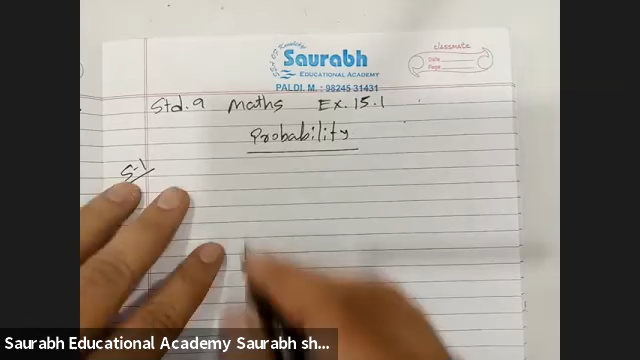 classmate
Date
Page
Saurabh
EDUCATIONAL ACADEMY
PALDI. M. : 98245 31431
Std. 9 Maths Ex. 15.1
Probability
S-1
Saurabh Educational Academy Saurabh sh...